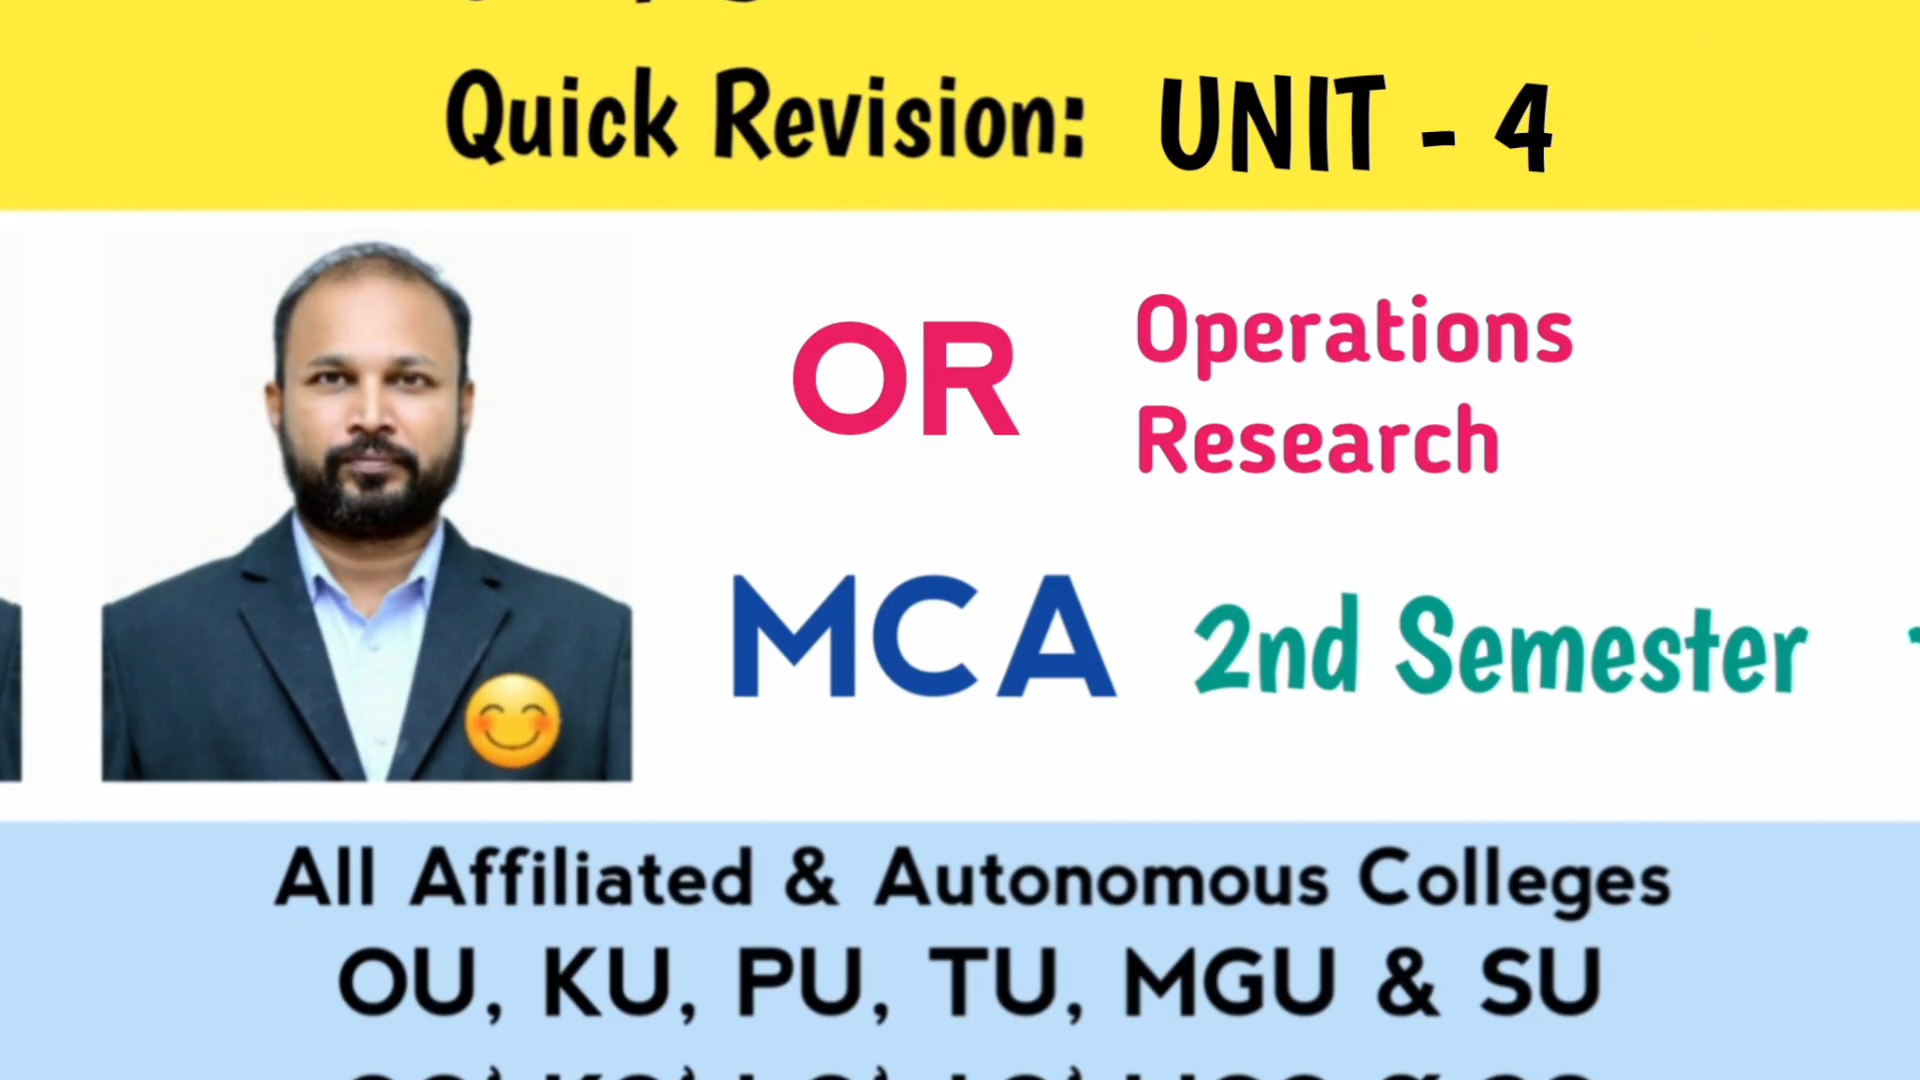 Quick Revision: UNIT - 4
OR
Operations
Research
MCA 2nd Semester
All Affiliated & Autonomous Colleges
OU, KU, PU, TU, MGU & SU